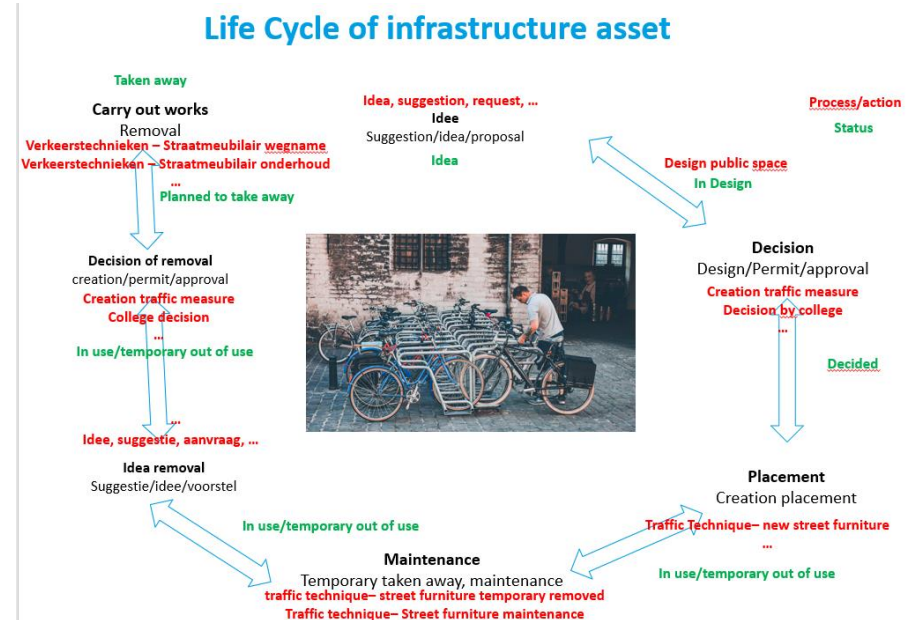 Life Cycle of infrastructure asset
Taken away
Carry out works
Removal
Verkeerstechnieken – Straatmeubilair wegname
Verkeerstechnieken – Straatmeubilair onderhoud
...
Planned to take away
Idea, suggestion, request, ...
Idee
Suggestion/idea/proposal
Idea
Process/action
Status
Design public space
In Design
Decision
Design/Permit/approval
Creation traffic measure
Decision by college
...
Decided
Decision of removal
creation/permit/approval
Creation traffic measure
College decision
...
In use/temporary out of use
...
Idee, suggestie, aanvraag, ...
Idea removal
Suggestie/idee/voorstel
In use/temporary out of use
Placement
Creation placement
Traffic Technique– new street furniture
...
In use/temporary out of use
Maintenance
Temporary taken away, maintenance
traffic technique– street furniture temporary removed
Traffic technique– Street furniture maintenance